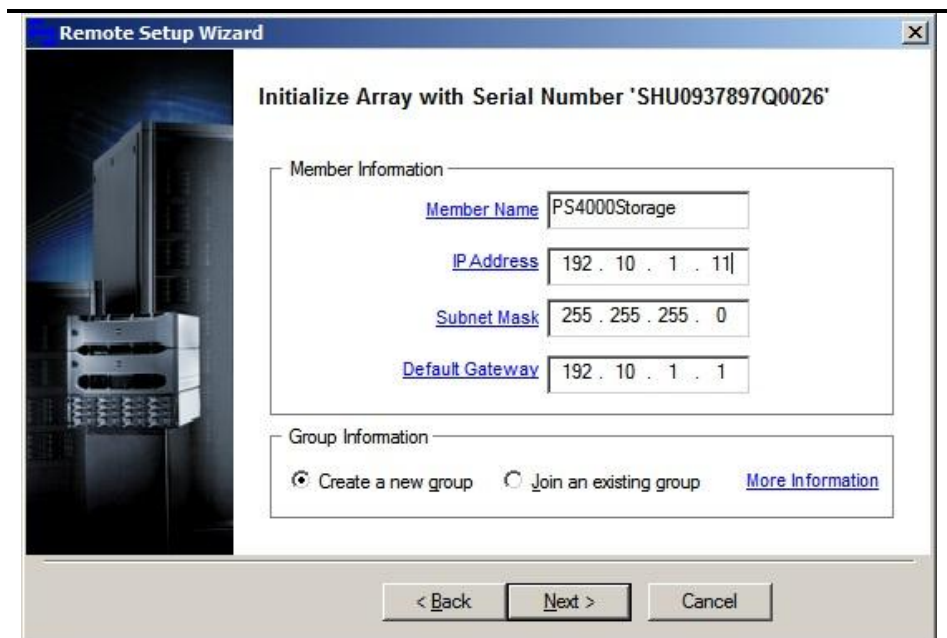 Remote Setup Wizard
Initialize Array with Serial Number 'SHU0937897Q0026'
Member Information
Member Name PS4000Storage
IP Address 192 . 10 . 1 . 11
Subnet Mask 255 . 255 . 255 . 0
Default Gateway 192 . 10 . 1 . 1
Group Information
Create a new group Join an existing group More Information
< Back Next > Cancel